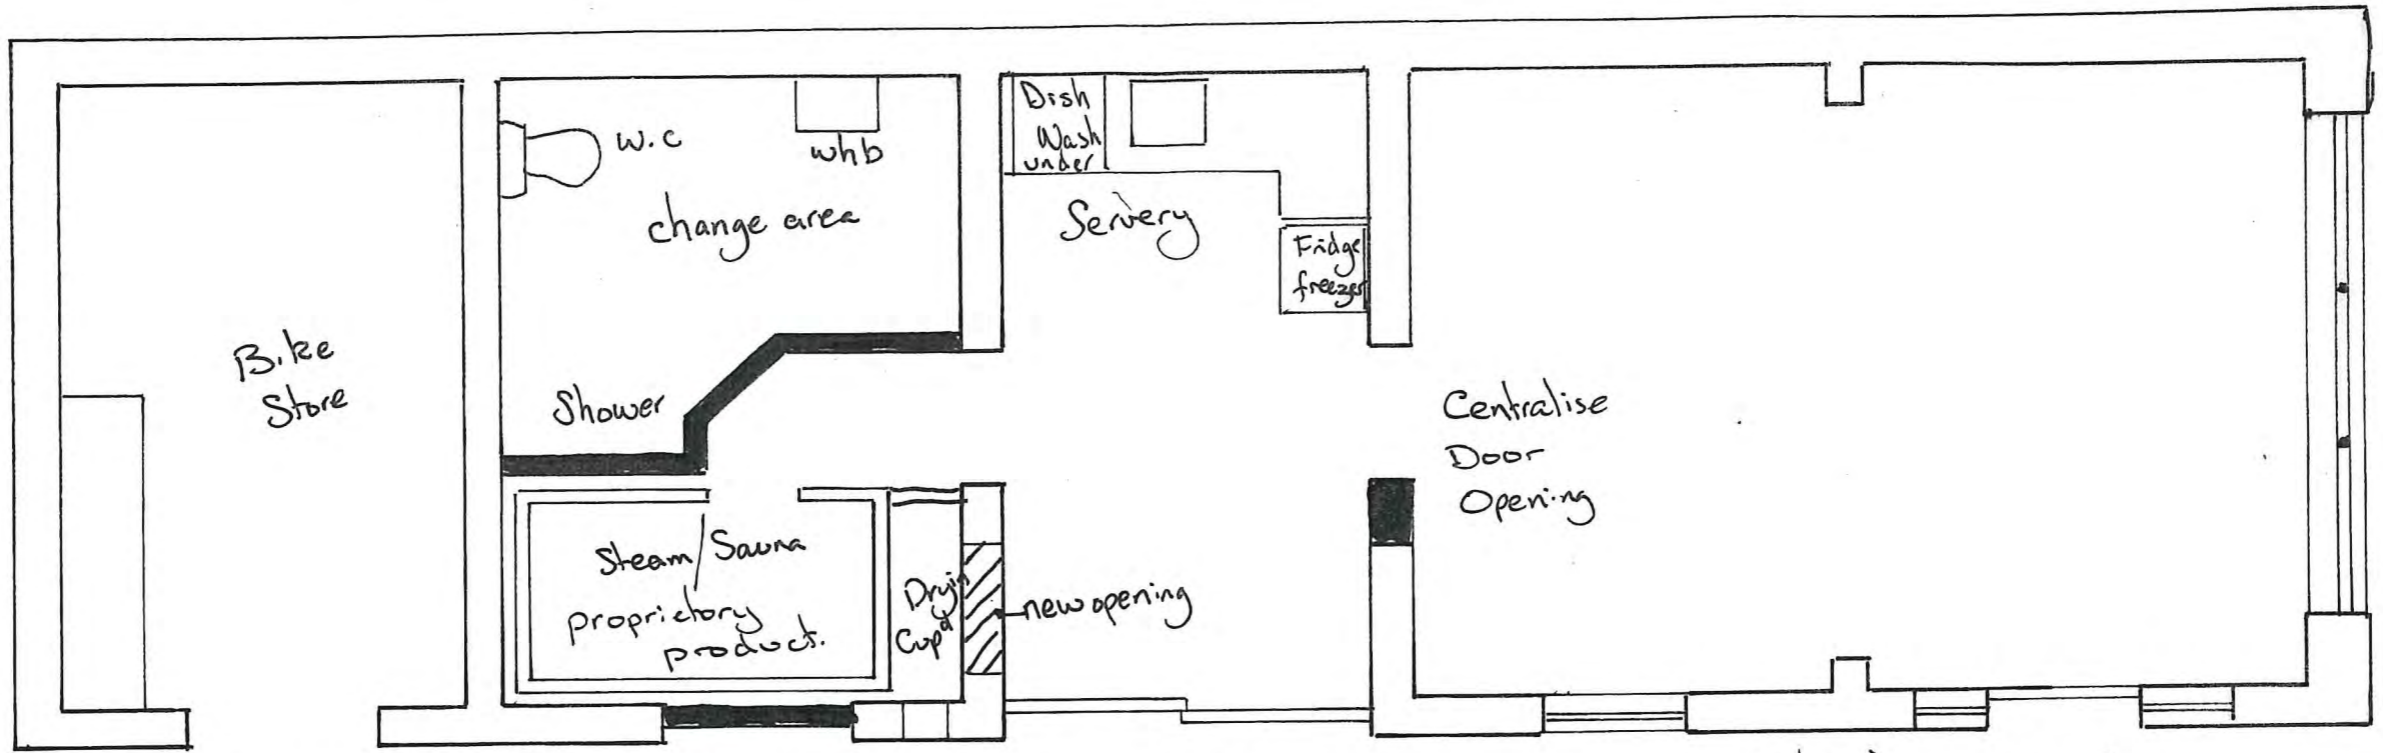 Bike
Store
W.C
whb
change area
Shower
Steam/Sauna
proprietory
product.
Drying
Cupd
Dish
Wash
under
Servery
Fridge
freezer
new opening
Centralise
Door
Opening